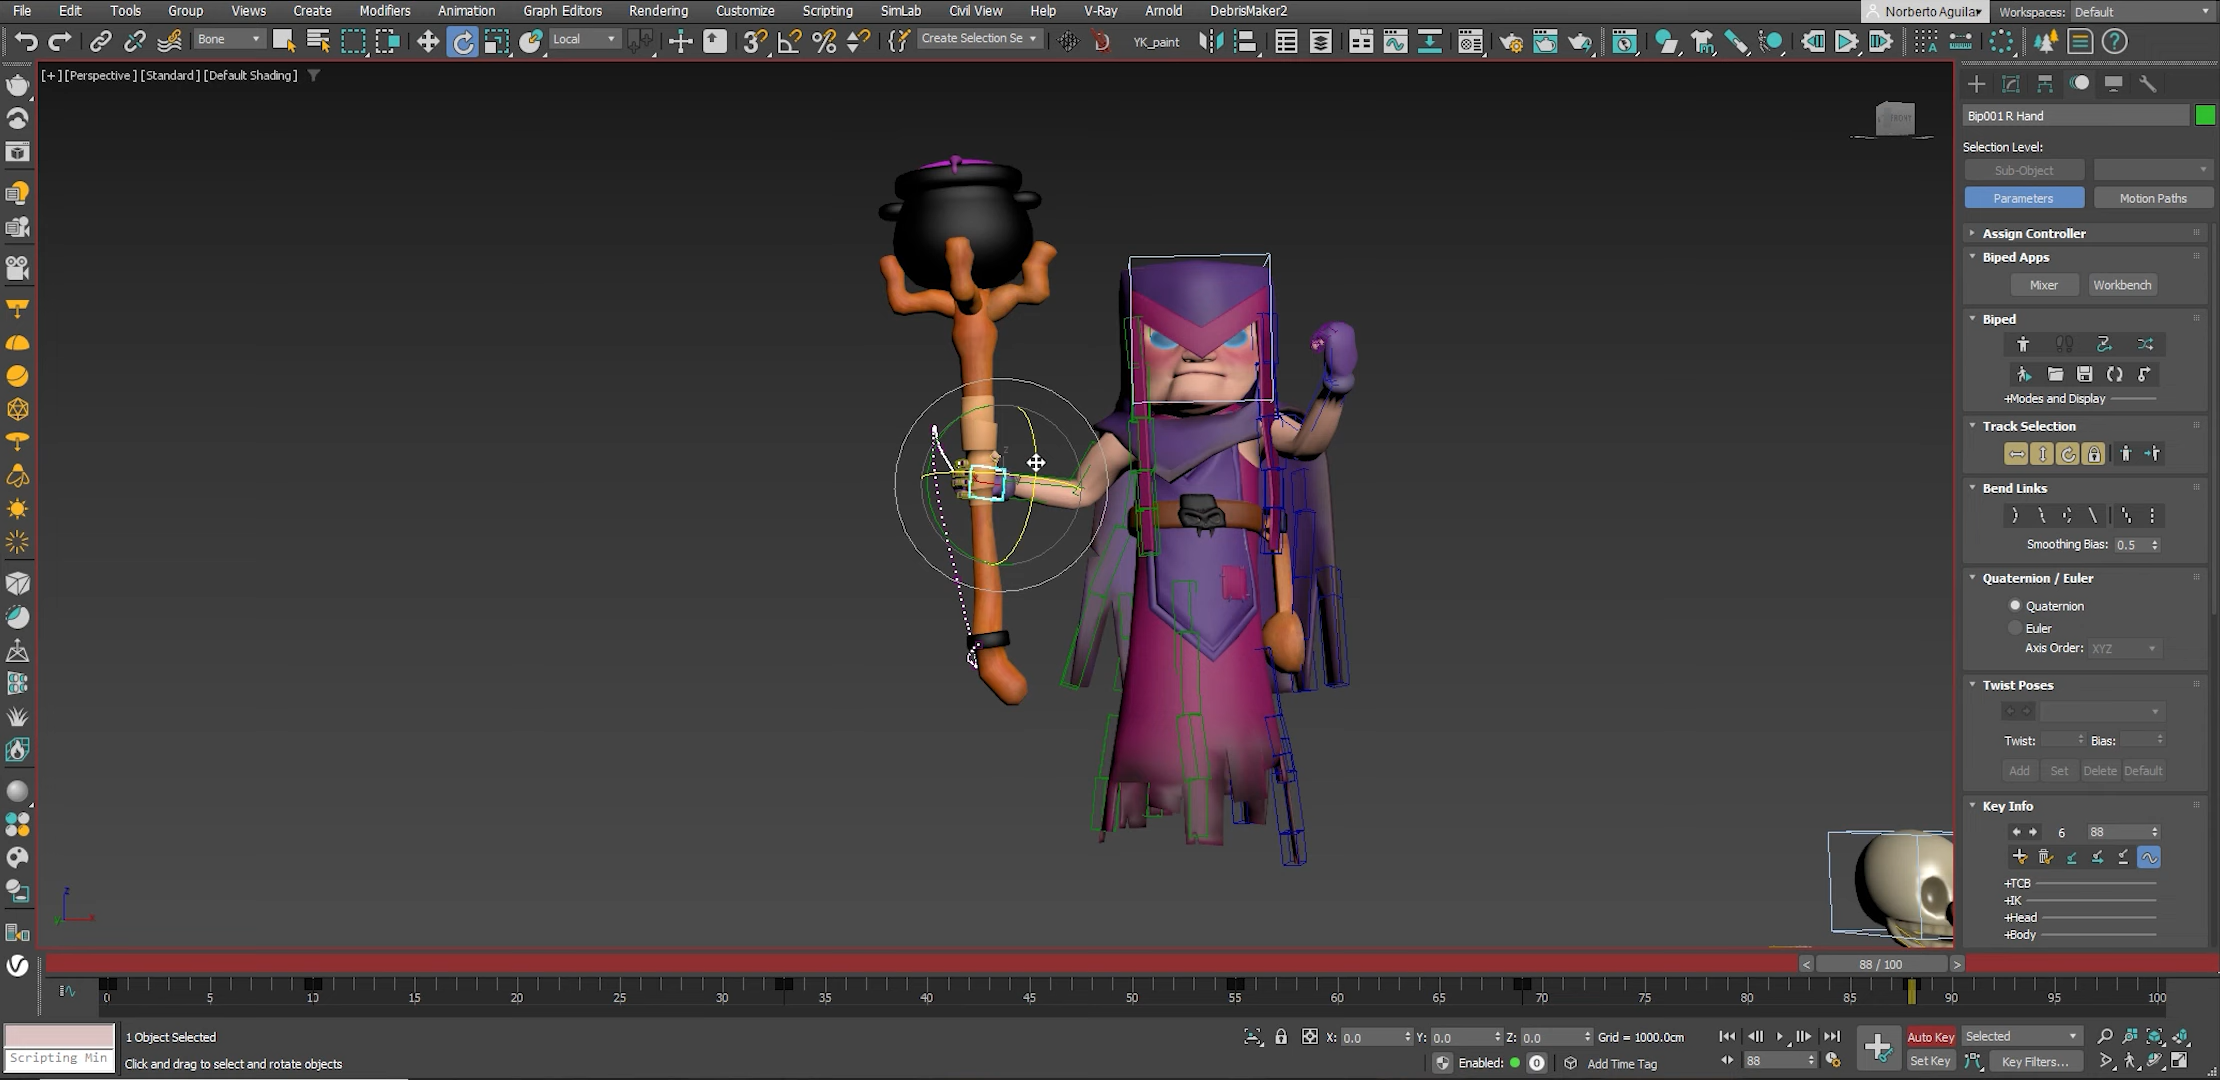 File Edit Tools Group Views Create Modifiers Animation Graph Editors Rendering Customize Scripting SimLab Civil View Help V-Ray Arnold DebrisMaker2 Norberto Aguilar Workspaces: Default
Bone Local Create Selection Se YK_paint
[+] [Perspective ] [Standard ] [Default Shading ]
FRONT
Bip001 R Hand
Selection Level:
Sub-Object
Parameters Motion Paths
Assign Controller
Biped Apps
Mixer Workbench
Biped
+Modes and Display
Track Selection
Bend Links
Smoothing Bias: 0.5
Quaternion / Euler
Quaternion
Euler
Axis Order: XYZ
Twist Poses
Twist: Bias:
Add Set Delete Default
Key Info
6 88
+TCB
+IK
+Head
+Body
z
y x
< 88 / 100 >
0 5 10 15 20 25 30 35 40 45 50 55 60 65 70 75 80 85 90 95 100
1 Object Selected X: 0.0 Y: 0.0 Z: 0.0 Grid = 1000.0cm Auto Key Selected
Scripting Min Click and drag to select and rotate objects Enabled: 0 Add Time Tag 88 Set Key Key Filters...